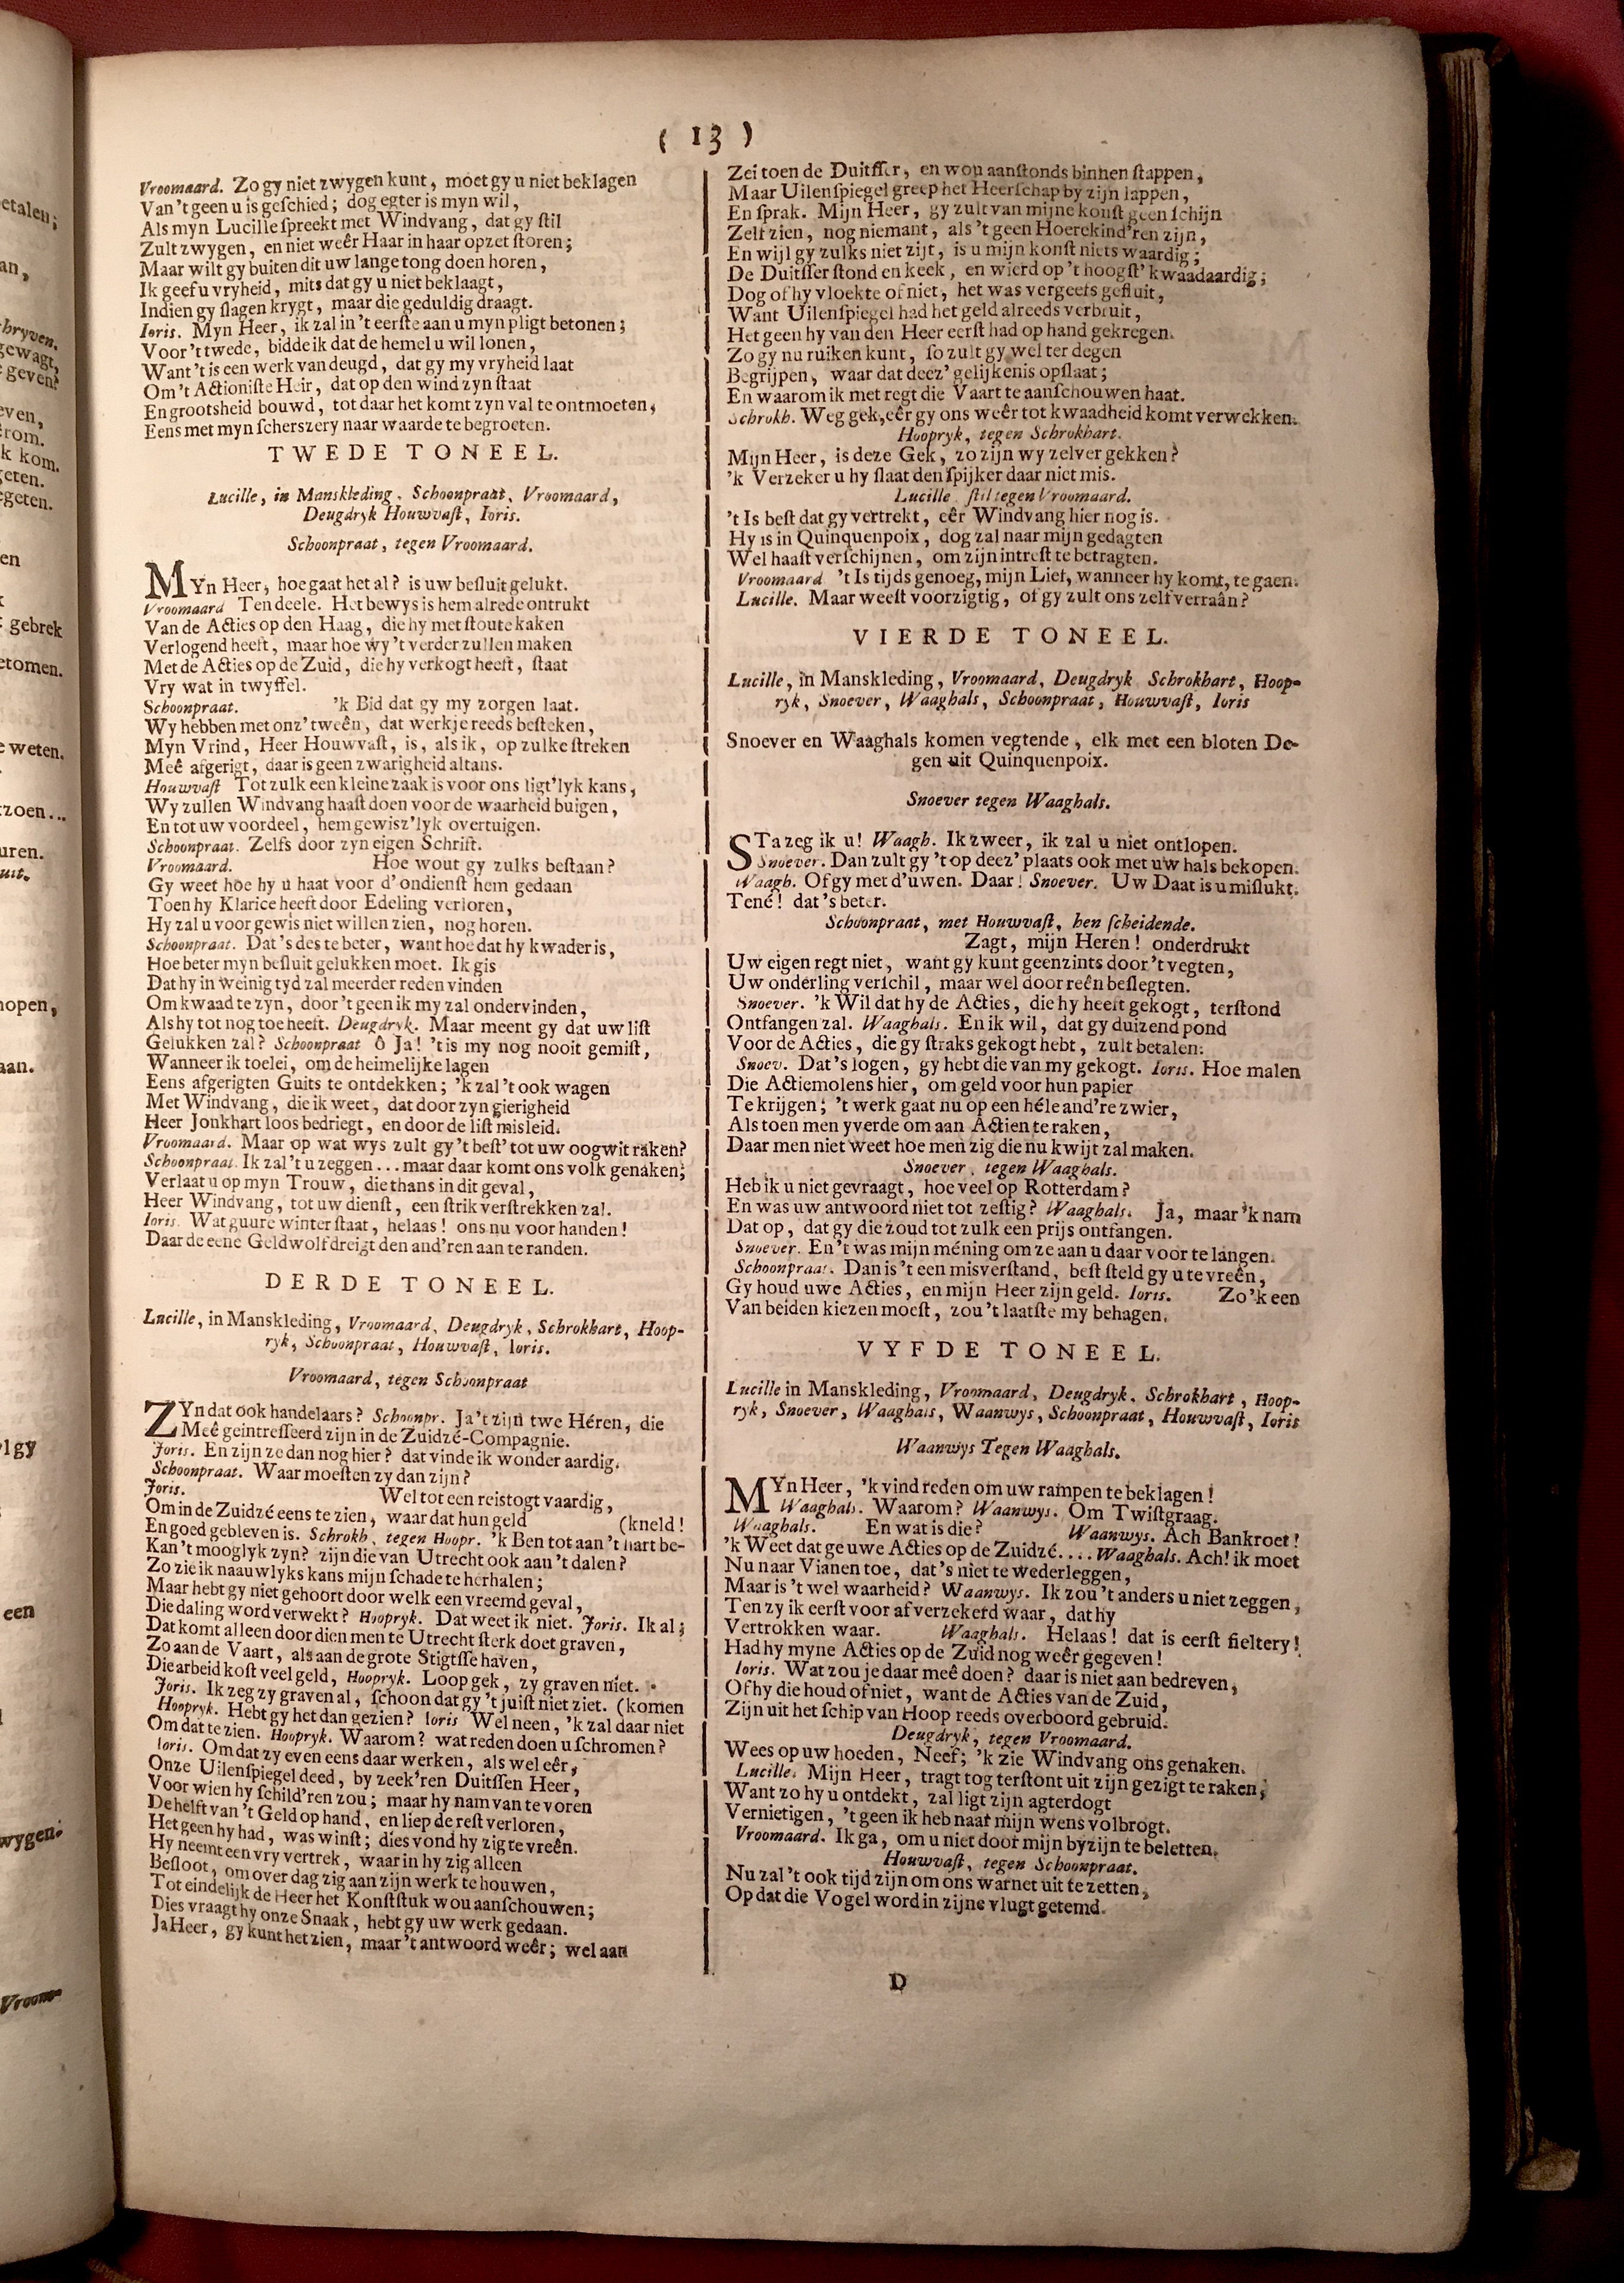 etalen;
an,
hryven.
gewagt,
geven?
even,
rom.
k kom.
geten.
egeten.
en
gebrek
etomen.
e weten.
zoen...
uren.
uit.
hopen,
aan.
ylgy
een
wygen.
Vroom-
( 13 )
Vroomaard. Zo gy niet zwygen kunt, moet gy u niet beklagen
Van 't geen u is geſchied; dog egter is myn wil,
Als myn Lucille ſpreekt met Windvang, dat gy ſtil
Zult zwygen, en niet weêr Haar in haar opzet ſtoren;
Maar wilt gy buiten dit uw lange tong doen horen,
Ik geef u vryheid, mits dat gy u niet beklaagt,
Indien gy ſlagen krygt, maar die geduldig draagt.
Ioris. Myn Heer, ik zal in 't eerſte aan u myn pligt betonen;
Voor 't twede, bidde ik dat de hemel u wil lonen,
Want 't is een werk van deugd, dat gy my vryheid laat
Om 't Actioniſte Heir, dat op den wind zyn ſtaat
En grootsheid bouwd, tot daar het komt zyn val te ontmoeten,
Eens met myn ſcherszery naar waarde te begroeten.
TWEDE TONEEL.
Lucille, in Manskleding, Schoonpraat, Vroomaard,
Deugdryk Houwvaſt, Ioris.
Schoonpraat, tegen Vroomaard.
MYn Heer, hoe gaat het al? is uw beſluit gelukt.
Vroomaard Ten deele. Het bewys is hem alrede ontrukt
Van de Acties op den Haag, die hy met ſtoute kaken
Verlogend heeft, maar hoe wy 't verder zullen maken
Met de Acties op de Zuid, die hy verkogt heeft, ſtaat
Vry wat in twyffel.
Schoonpraat. 'k Bid dat gy my zorgen laat.
Wy hebben met onz' tweên, dat werkje reeds beſteken,
Myn Vrind, Heer Houwvaſt, is, als ik, op zulke ſtreken
Meê afgerigt, daar is geen zwarigheid altans.
Houwvaſt Tot zulk een kleine zaak is voor ons ligt'lyk kans,
Wy zullen Windvang haaſt doen voor de waarheid buigen,
En tot uw voordeel, hem gewisz'lyk overtuigen.
Schoonpraat. Zelfs door zyn eigen Schrift.
Vroomaard. Hoe wout gy zulks beſtaan?
Gy weet hoe hy u haat voor d'ondienſt hem gedaan
Toen hy Klarice heeft door Edeling verloren,
Hy zal u voor gewis niet willen zien, nog horen.
Schoonpraat. Dat's des te beter, want hoe dat hy kwader is,
Hoe beter myn beſluit gelukken moet. Ik gis
Dat hy in weinig tyd zal meerder reden vinden
Om kwaad te zyn, door 't geen ik my zal ondervinden,
Als hy tot nog toe heeft. Deugdryk. Maar meent gy dat uw liſt
Gelukken zal? Schoonpraat ô Ja! 't is my nog nooit gemiſt,
Wanneer ik toelei, om de heimelijke lagen
Eens afgerigten Guits te ontdekken; 'k zal 't ook wagen
Met Windvang, die ik weet, dat door zyn gierigheid
Heer Jonkhart loos bedriegt, en door de liſt misleid.
Vroomaard. Maar op wat wys zult gy 't beſt' tot uw oogwit raken?
Schoonpraat. Ik zal 't u zeggen... maar daar komt ons volk genaken;
Verlaat u op myn Trouw, die thans in dit geval,
Heer Windvang, tot uw dienſt, een ſtrik verſtrekken zal.
Ioris. Wat guure winter ſtaat, helaas! ons nu voor handen!
Daar de eene Geldwolf dreigt den and'ren aan te randen.
DERDE TONEEL.
Lucille, in Manskleding, Vroomaard, Deugdryk, Schrokhart, Hoop-
ryk, Schoonpraat, Houwvaſt, Ioris.
Vroomaard, tegen Schoonpraat
ZYn dat ook handelaars? Schoonpr. Ja 't zijn twe Héren, die
Meê geintreſſeerd zijn in de Zuidzé-Compagnie.
Joris. En zijn ze dan nog hier? dat vinde ik wonder aardig.
Schoonpraat. Waar moeſten zy dan zijn?
Joris. Wel tot een reistogt vaardig,
Om in de Zuidzé eens te zien, waar dat hun geld (kneld!
En goed gebleven is. Schrokh, tegen Hoopr. 'k Ben tot aan 't hart be-
Kan't mooglyk zyn? zijn die van Utrecht ook aan 't dalen?
Zo zie ik naauwlyks kans mijn ſchade te herhalen;
Maar hebt gy niet gehoort door welk een vreemd geval,
Die daling word verwekt? Hoopryk. Dat weet ik niet. Joris. Ik al;
Dat komt alleen door dien men te Utrecht ſterk doet graven,
Zo aan de Vaart, als aan de grote Stigtſſe haven,
Die arbeid koſt veel geld, Hoopryk. Loop gek, zy graven niet.
Joris. Ik zeg zy graven al, ſchoon dat gy 't juiſt niet ziet. (komen
Hoopryk. Hebt gy het dan gezien? Ioris Wel neen, 'k zal daar niet
Om dat te zien. Hoopryk. Waarom? wat reden doen u ſchromen?
Ioris. Om dat zy even eens daar werken, als wel eêr,
Onze Uilenſpiegel deed, by zeek'ren Duitſſen Heer,
Voor wien hy ſchild'ren zou; maar hy nam van te voren
De helft van 't Geld op hand, en liep de reſt verloren,
Het geen hy had, was winſt; dies vond hy zig te vreên.
Hy neemt een vry vertrek, waar in hy zig alleen
Beſloot, om over dag zig aan zijn werk te houwen,
Tot eindelijk de Heer het Konſtſtuk wou aanſchouwen;
Dies vraagt hy onze Snaak, hebt gy uw werk gedaan.
Ja Heer, gy kunt het zien, maar 't antwoord weêr; wel aan
Zei toen de Duitſſer, en wou aanſtonds binnen ſtappen,
Maar Uilenſpiegel greep het Heerſchap by zijn lappen,
En ſprak. Mijn Heer, gy zult van mijne konſt geen ſchijn
Zelf zien, nog niemant, als 't geen Hoerekind'ren zijn,
En wijl gy zulks niet zijt, is u mijn konſt niets waardig;
De Duitſſer ſtond en keek, en wierd op 't hoogſt' kwaadaardig;
Dog of hy vloekte of niet, het was vergeefs gefluit,
Want Uilenſpiegel had het geld alreeds verbruit,
Het geen hy van den Heer eerſt had op hand gekregen.
Zo gy nu ruiken kunt, ſo zult gy wel ter degen
Begrijpen, waar dat deez' gelijkenis opſlaat;
En waarom ik met regt die Vaart te aanſchouwen haat.
Schrokh. Weg gek, eêr gy ons weêr tot kwaadheid komt verwekken.
Hoopryk, tegen Schrokhart.
Mijn Heer, is deze Gek, zo zijn wy zelver gekken?
'k Verzeker u hy ſlaat den ſpijker daar niet mis.
Lucille ſtil tegen Vroomaard.
't Is beſt dat gy vertrekt, eêr Windvang hier nog is.
Hy is in Quinquenpoix, dog zal naar mijn gedagten
Wel haaſt verſchijnen, om zijn intreſt te betragten.
Vroomaard 't Is tijds genoeg, mijn Lief, wanneer hy komt, te gaen.
Lucille. Maar weeſt voorzigtig, of gy zult ons zelf verraân?
VIERDE TONEEL.
Lucille, in Manskleding, Vroomaard, Deugdryk Schrokhart, Hoop-
ryk, Snoever, Waaghals, Schoonpraat, Houwvaſt, Ioris
Snoever en Waaghals komen vegtende, elk met een bloten De-
gen uit Quinquenpoix.
Snoever tegen Waaghals.
STa zeg ik u! Waagh. Ik zweer, ik zal u niet ontlopen.
Snoever. Dan zult gy 't op deez' plaats ook met uw hals bekopen.
Waagh. Of gy met d'uwen. Daar! Snoever. Uw Daat is u miſlukt.
Tené! dat's beter.
Schoonpraat, met Houwvaſt, hen ſcheidende.
Zagt, mijn Heren! onderdrukt
Uw eigen regt niet, want gy kunt geenzints door 't vegten,
Uw onderling verſchil, maar wel door reên beſlegten.
Snoever. 'k Wil dat hy de Acties, die hy heeft gekogt, terſtond
Ontfangen zal. Waaghals. En ik wil, dat gy duizend pond
Voor de Acties, die gy ſtraks gekogt hebt, zult betalen.
Snoev. Dat's logen, gy hebt die van my gekogt. Ioris. Hoe malen
Die Actiemolens hier, om geld voor hun papier
Te krijgen; 't werk gaat nu op een héle and're zwier,
Als toen men yverde om aan Actien te raken,
Daar men niet weet hoe men zig die nu kwijt zal maken.
Snoever, tegen Waaghals.
Heb ik u niet gevraagt, hoe veel op Rotterdam?
En was uw antwoord niet tot zeſtig? Waaghals. Ja, maar 'k nam
Dat op, dat gy die zoud tot zulk een prijs ontfangen.
Snoever. En 't was mijn méning om ze aan u daar voor te langen.
Schoonpraat. Dan is 't een misverſtand, beſt ſteld gy u te vreên,
Gy houd uwe Acties, en mijn Heer zijn geld. Ioris. Zo 'k een
Van beiden kiezen moeſt, zou 't laatſte my behagen.
VYFDE TONEEL.
Lucille in Manskleding, Vroomaard, Deugdryk, Schrokhart, Hoop-
ryk, Snoever, Waaghals, Waanwys, Schoonpraat, Houwvaſt, Ioris
Waanwys Tegen Waaghals.
MYn Heer, 'k vind reden om uw rampen te beklagen!
Waaghals. Waarom? Waanwys. Om Twiſtgraag.
Waaghals. En wat is die? Waanwys. Ach Bankroet!
'k Weet dat ge uwe Acties op de Zuidzé.... Waaghals. Ach! ik moet
Nu naar Vianen toe, dat's niet te wederleggen,
Maar is 't wel waarheid? Waanwys. Ik zou 't anders u niet zeggen,
Ten zy ik eerſt vooraf verzekerd waar, dat hy
Vertrokken waar. Waaghals. Helaas! dat is eerſt fieltery!
Had hy myne Acties op de Zuid nog weêr gegeven!
Ioris. Wat zou je daar meê doen? daar is niet aan bedreven,
Of hy die houd of niet, want de Acties van de Zuid,
Zijn uit het ſchip van Hoop reeds overboord gebruid.
Deugdryk, tegen Vroomaard.
Wees op uw hoeden, Neef; 'k zie Windvang ons genaken.
Lucille. Mijn Heer, tragt tog terſtont uit zijn gezigt te raken,
Want zo hy u ontdekt, zal ligt zijn agterdogt
Vernietigen, 't geen ik heb naar mijn wens volbrogt.
Vroomaard. Ik ga, om u niet door mijn byzijn te beletten.
Houwvaſt, tegen Schoonpraat.
Nu zal 't ook tijd zijn om ons warnet uit te zetten,
Op dat die Vogel word in zijne vlugt getemd.
D